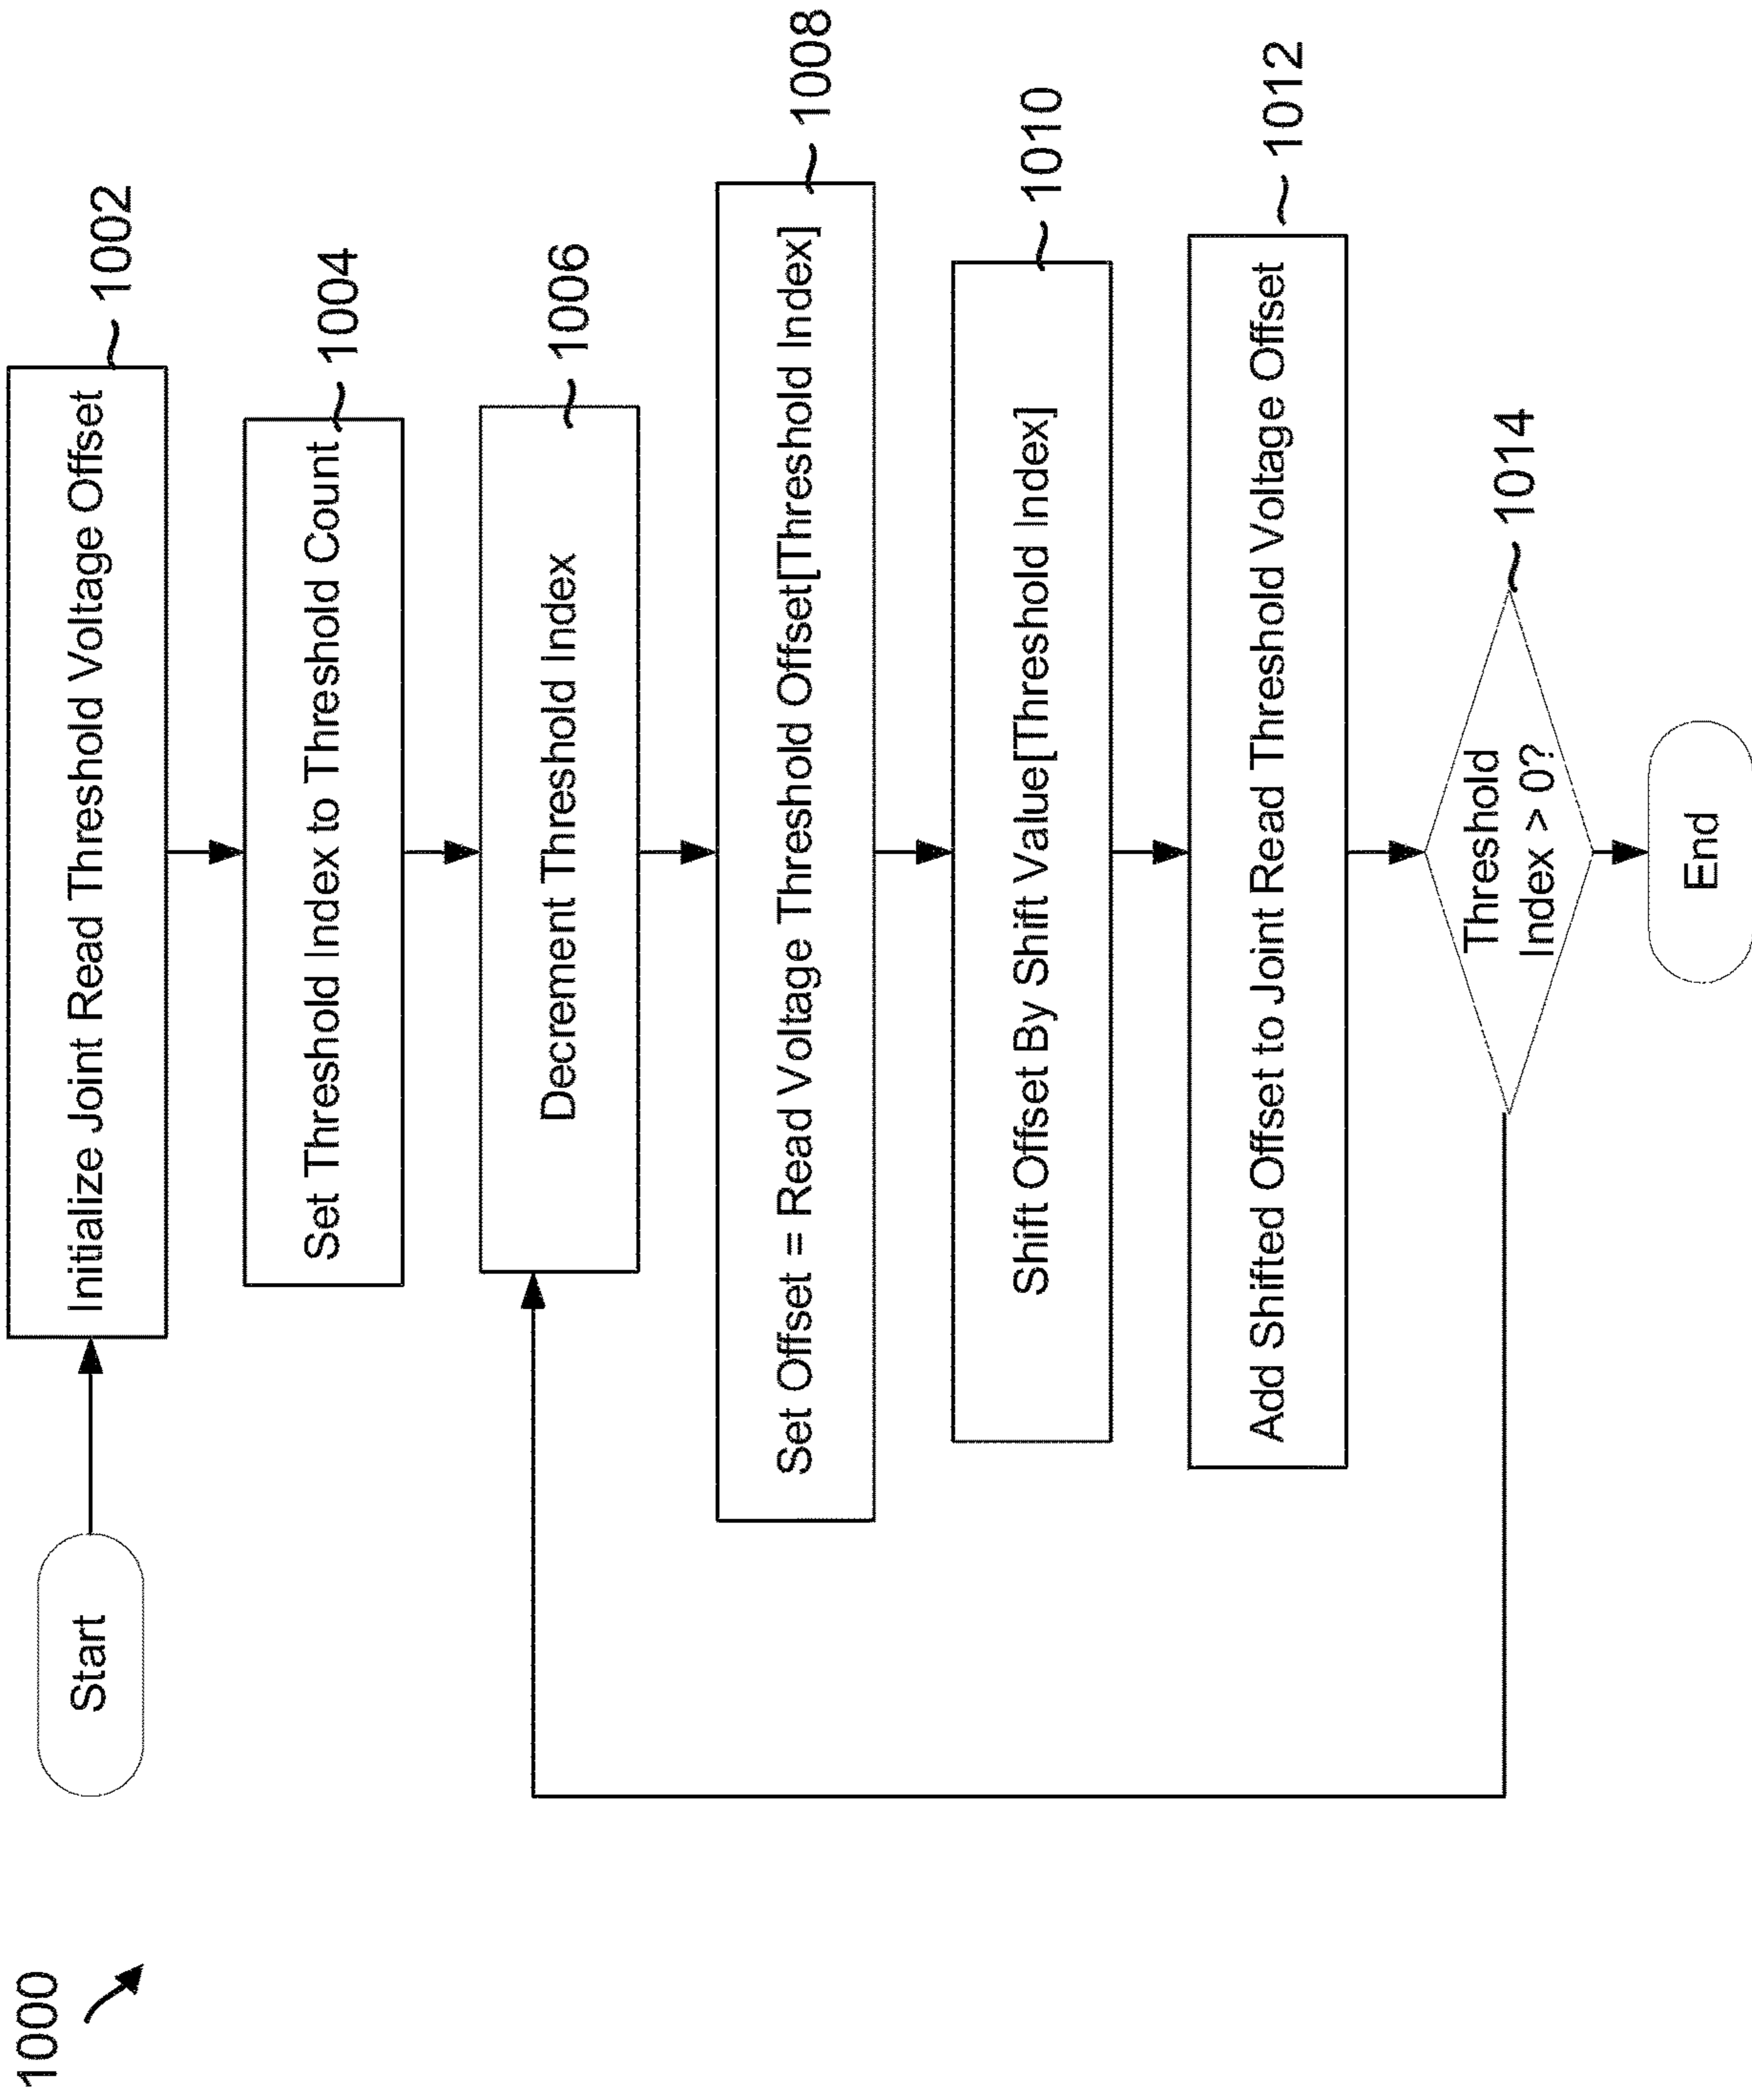 1000
Start
Initialize Joint Read Threshold Voltage Offset
1002
Set Threshold Index to Threshold Count
1004
Decrement Threshold Index
1006
Set Offset = Read Voltage Threshold Offset[Threshold Index]
1008
Shift Offset By Shift Value[Threshold Index]
1010
Add Shifted Offset to Joint Read Threshold Voltage Offset
1012
Threshold
Index > 0?
1014
End